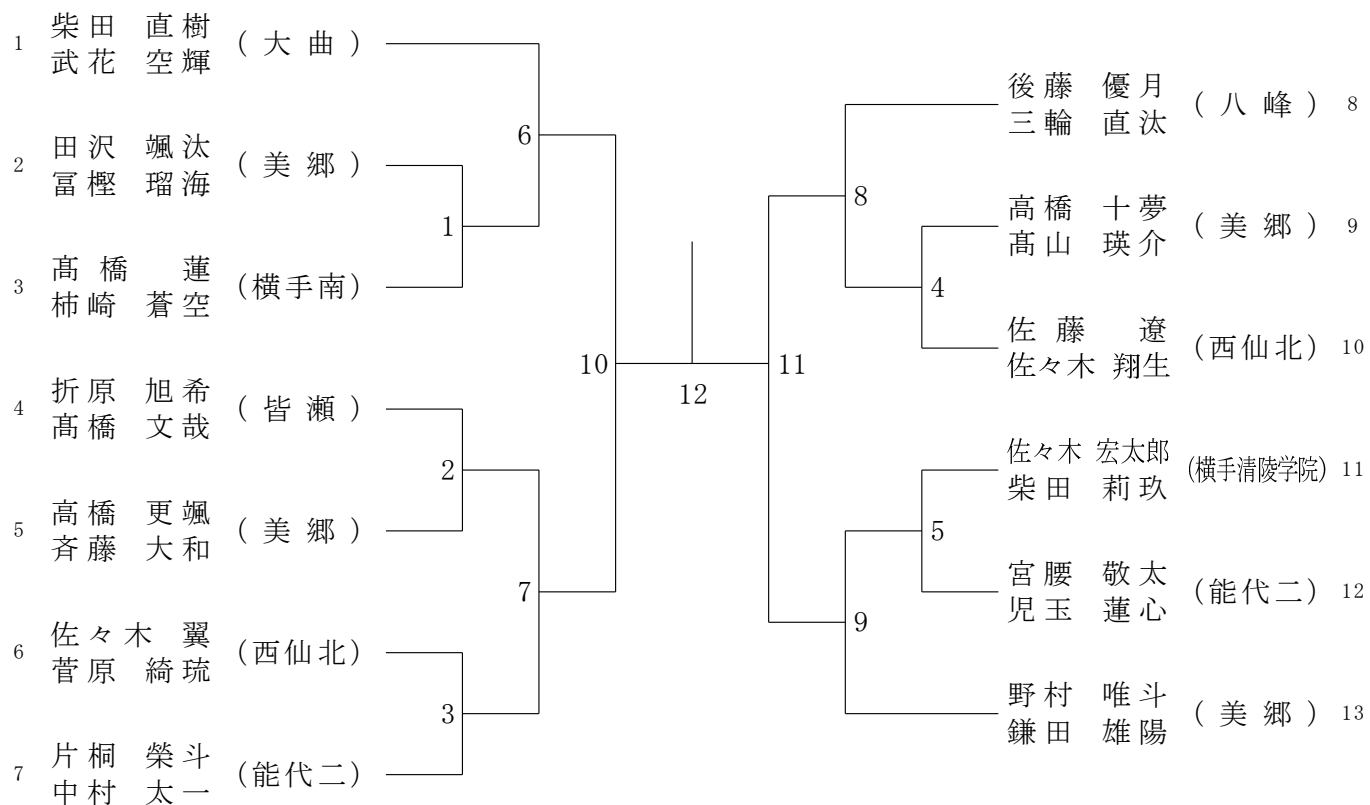 1 柴田 直樹 (大曲)
武花 空輝
6
2 田沢 颯汰 (美郷)
冨樫 瑠海
1
3 髙橋 蓮 (横手南)
柿崎 蒼空
10
4 折原 旭希 (皆瀬)
髙橋 文哉
2
5 高橋 更颯 (美郷)
斉藤 大和
7
6 佐々木 翼 (西仙北)
菅原 綺琉
3
7 片桐 榮斗 (能代二)
中村 太一
12
後藤 優月 (八峰) 8
三輪 直汰
8
高橋 十夢 (美郷) 9
髙山 瑛介
4
佐藤 遼 (西仙北) 10
佐々木 翔生
11
佐々木 宏太郎 (横手清陵学院) 11
柴田 莉玖
5
宮腰 敬太 (能代二) 12
児玉 蓮心
9
野村 唯斗 (美郷) 13
鎌田 雄陽